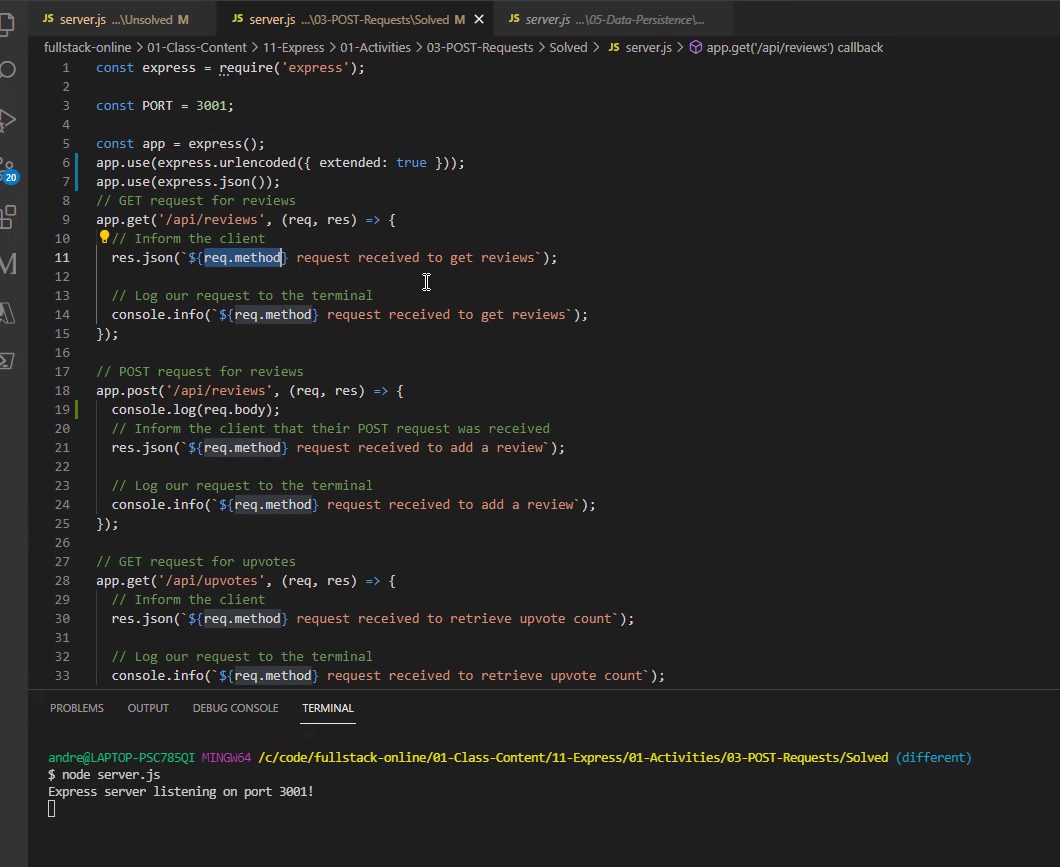 JS server.js ...\Unsolved M JS server.js ...\03-POST-Requests\Solved M × JS server.js ...\05-Data-Persistence\...
fullstack-online > 01-Class-Content > 11-Express > 01-Activities > 03-POST-Requests > Solved > JS server.js > app.get('/api/reviews') callback
1 const express = require('express');
2
3 const PORT = 3001;
4
5 const app = express();
6 app.use(express.urlencoded({ extended: true }));
7 app.use(express.json());
8 // GET request for reviews
9 app.get('/api/reviews', (req, res) => {
10 // Inform the client
11 res.json(`${req.method} request received to get reviews`);
12
13 // Log our request to the terminal
14 console.info(`${req.method} request received to get reviews`);
15 });
16
17 // POST request for reviews
18 app.post('/api/reviews', (req, res) => {
19 console.log(req.body);
20 // Inform the client that their POST request was received
21 res.json(`${req.method} request received to add a review`);
22
23 // Log our request to the terminal
24 console.info(`${req.method} request received to add a review`);
25 });
26
27 // GET request for upvotes
28 app.get('/api/upvotes', (req, res) => {
29 // Inform the client
30 res.json(`${req.method} request received to retrieve upvote count`);
31
32 // Log our request to the terminal
33 console.info(`${req.method} request received to retrieve upvote count`);
20
PROBLEMS OUTPUT DEBUG CONSOLE TERMINAL
andre@LAPTOP-PSC785QI MINGW64 /c/code/fullstack-online/01-Class-Content/11-Express/01-Activities/03-POST-Requests/Solved (different)
$ node server.js
Express server listening on port 3001!